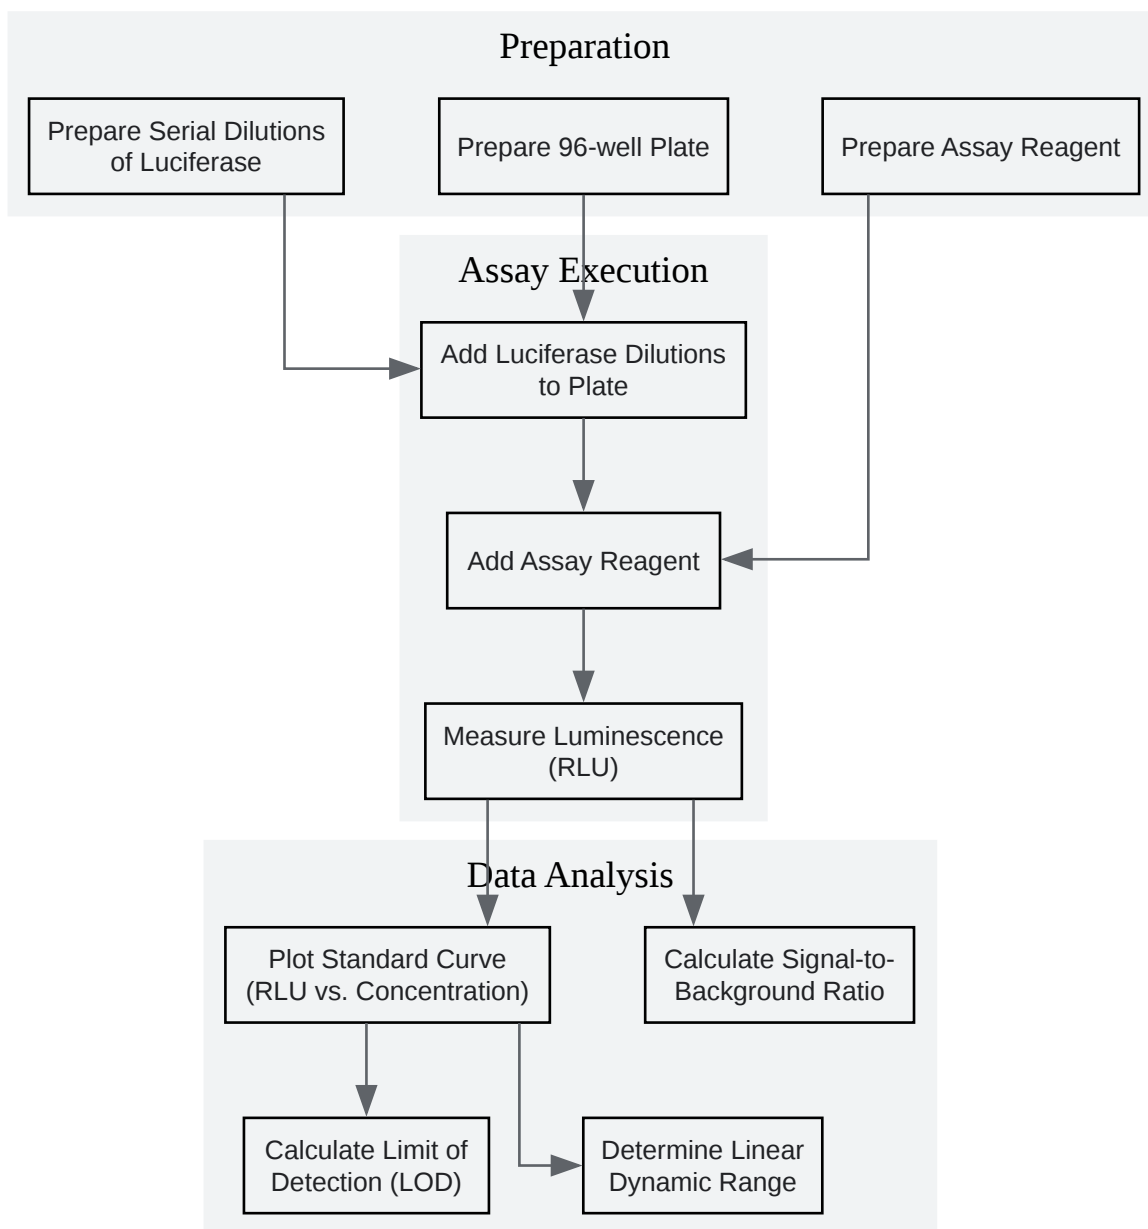 Preparation
Prepare Serial Dilutions
of Luciferase
Prepare 96-well Plate
Prepare Assay Reagent
Assay Execution
Add Luciferase Dilutions
to Plate
Add Assay Reagent
Measure Luminescence
(RLU)
Data Analysis
Plot Standard Curve
(RLU vs. Concentration)
Calculate Signal-to-
Background Ratio
Calculate Limit of
Detection (LOD)
Determine Linear
Dynamic Range